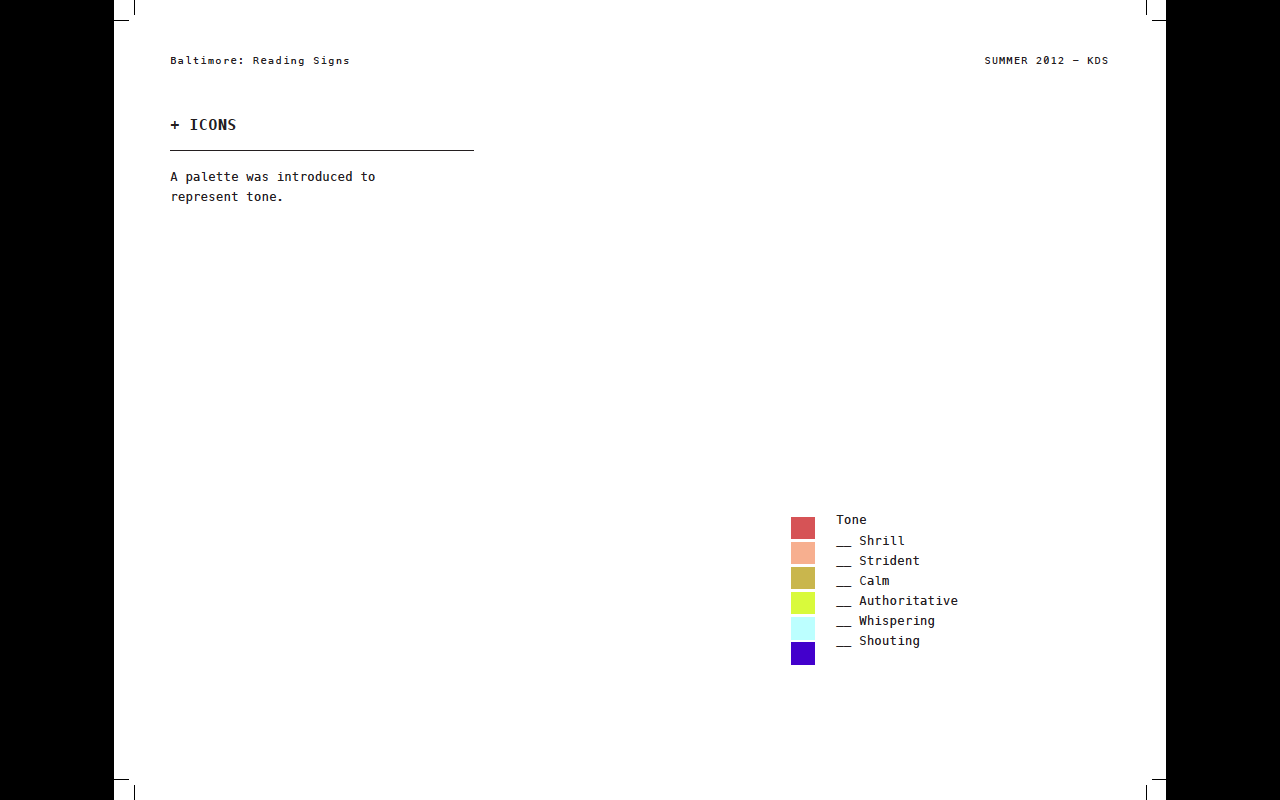 Baltimore: Reading Signs
SUMMER 2012 – KDS
+ ICONS
A palette was introduced to
represent tone.
Tone
__ Shrill
__ Strident
__ Calm
__ Authoritative
__ Whispering
__ Shouting